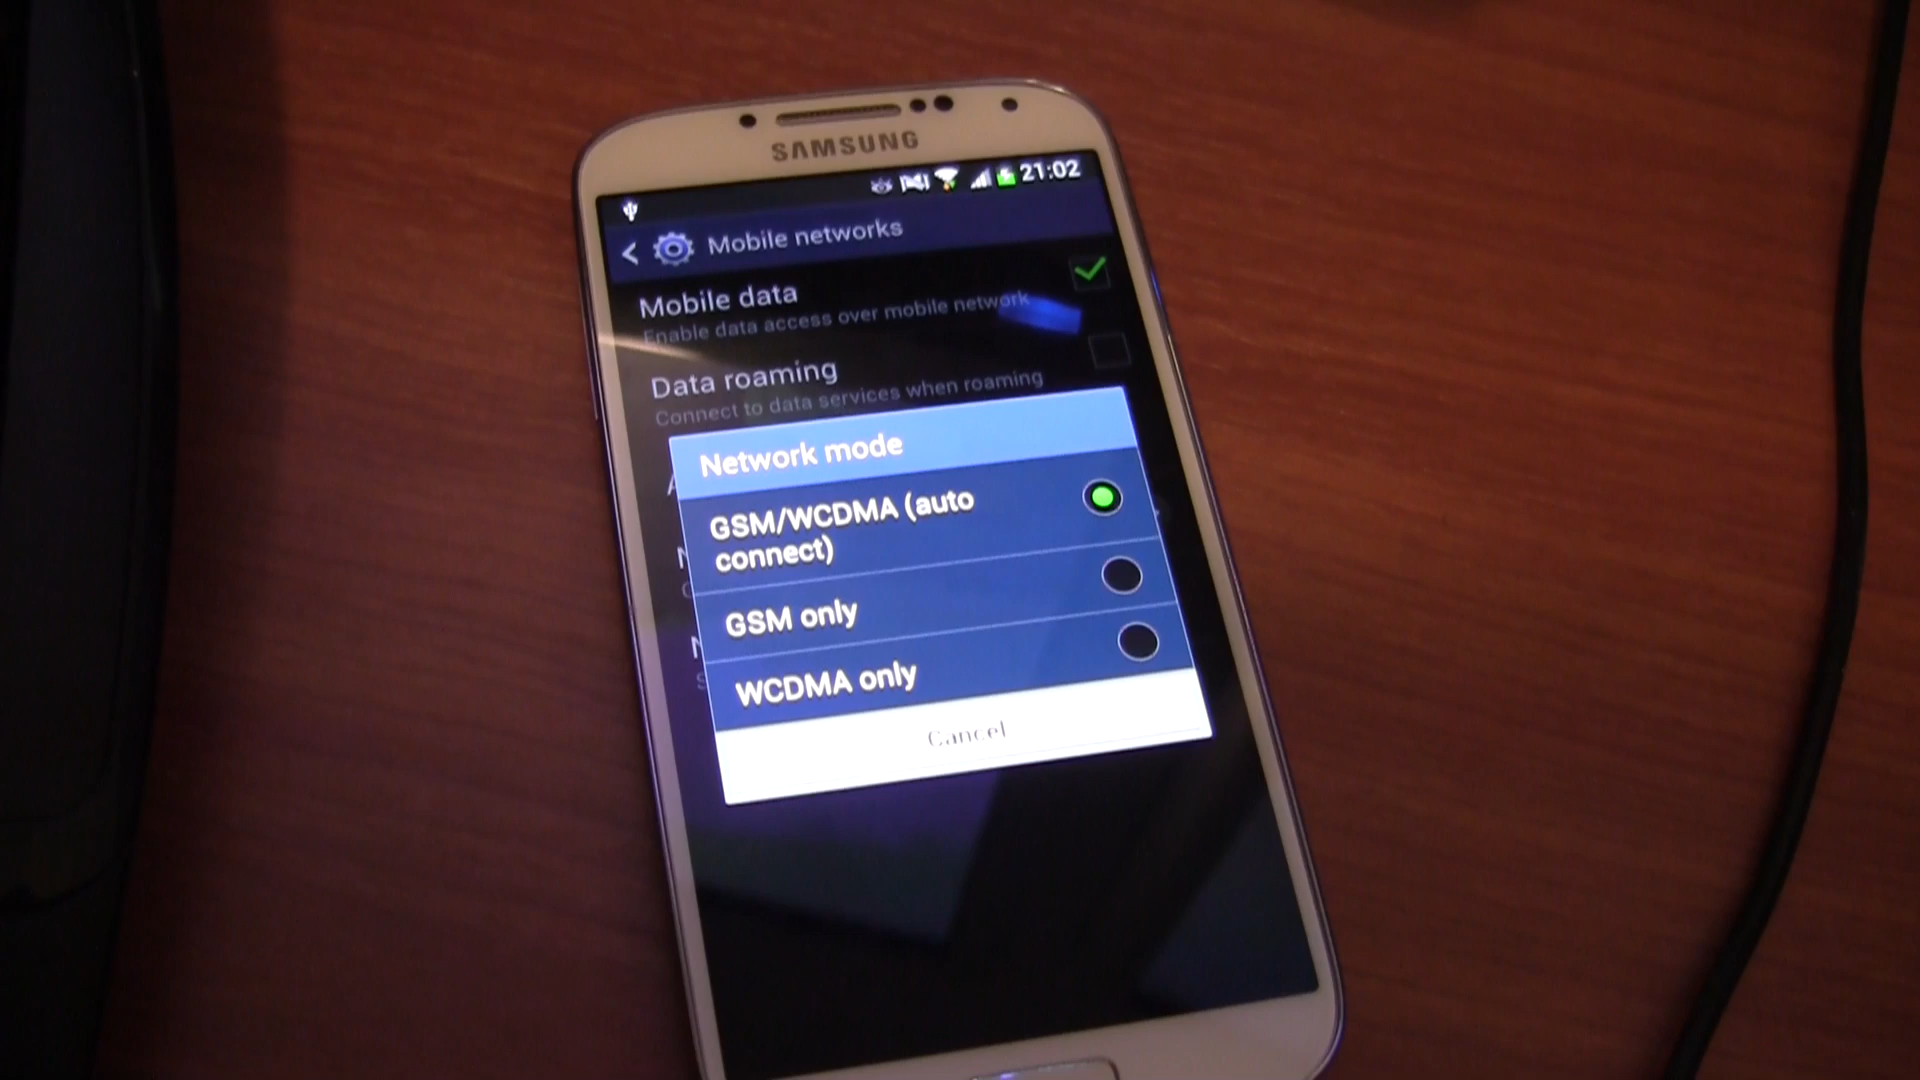 SAMSUNG
21:02
Mobile networks
Mobile data
Enable data access over mobile network
Data roaming
Connect to data services when roaming
Network mode
GSM/WCDMA (auto
connect)
GSM only
WCDMA only
Cancel